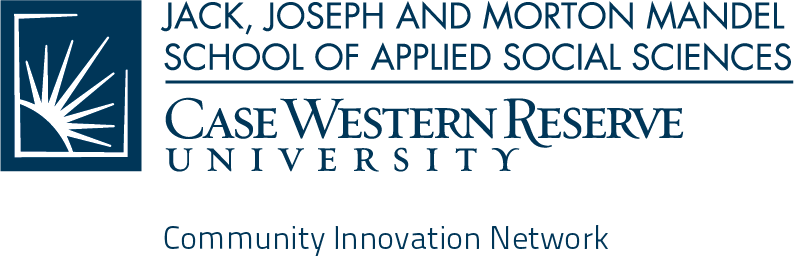 JACK, JOSEPH AND MORTON MANDEL
SCHOOL OF APPLIED SOCIAL SCIENCES
CASE WESTERN RESERVE
UNIVERSITY
Community Innovation Network